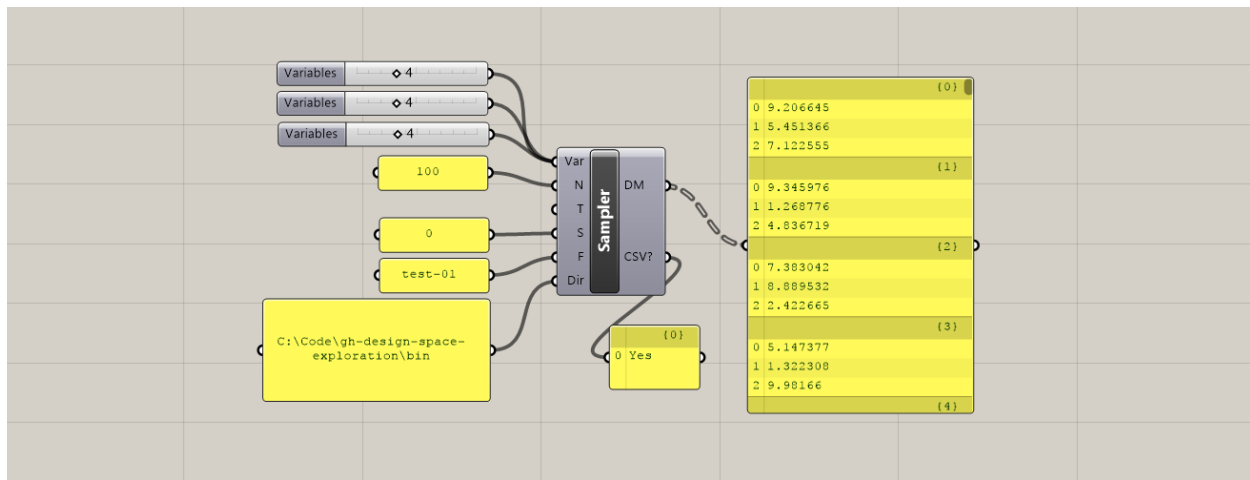 Variables 4
Variables 4
Variables 4
100
0
test-01
C:\Code\gh-design-space-
exploration\bin
Var
N
T
S
F
Dir
Sampler
DM
CSV?
{0}
0 Yes
{0}
0 9.206645
1 5.451366
2 7.122555
{1}
0 9.345976
1 1.268776
2 4.836719
{2}
0 7.383042
1 8.889532
2 2.422665
{3}
0 5.147377
1 1.322308
2 9.98166
{4}